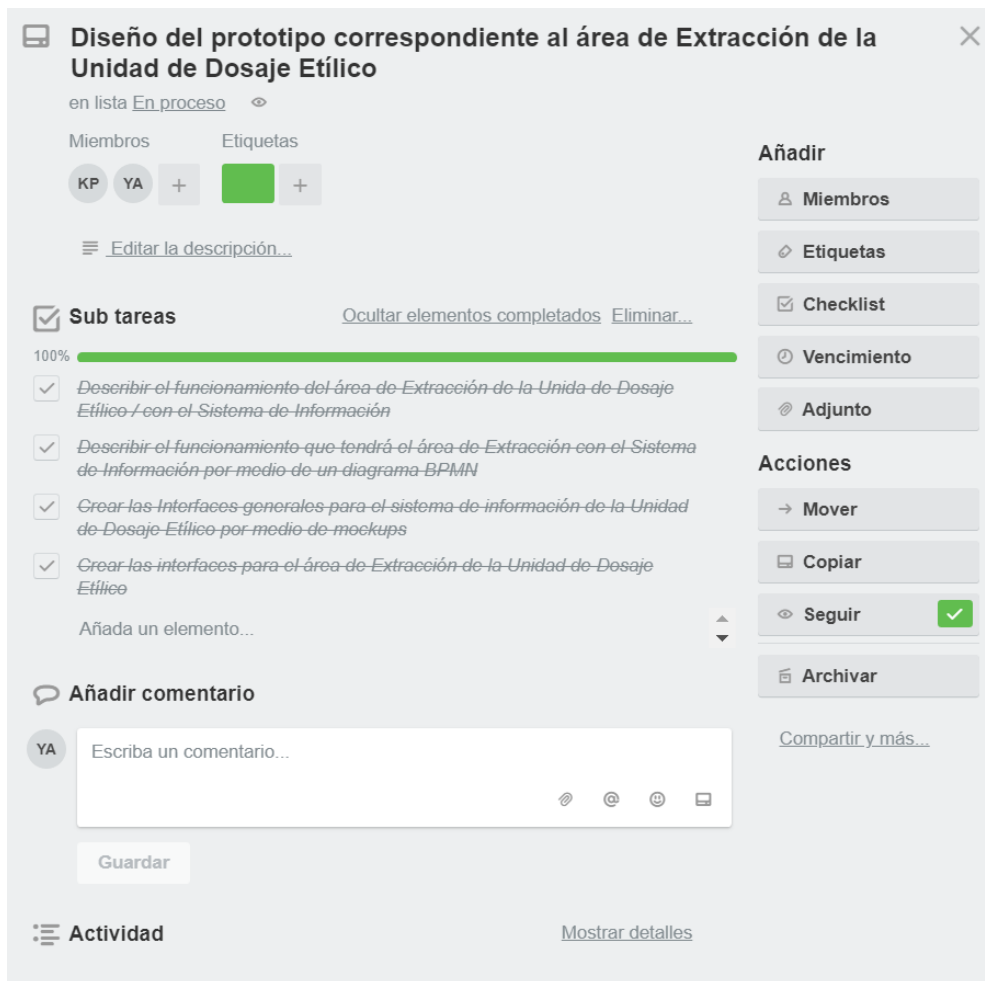 Diseño del prototipo correspondiente al área de Extracción de la
Unidad de Dosaje Etílico
en lista En proceso
Miembros
Etiquetas
KP
YA
+
+
Editar la descripción...
Sub tareas
Ocultar elementos completados
Eliminar...
100%
Describir el funcionamiento del área de Extracción de la Unida de Dosaje
Etílico / con el Sistema de Información
Describir el funcionamiento que tendrá el área de Extracción con el Sistema
de Información por medio de un diagrama BPMN
Crear las Interfaces generales para el sistema de información de la Unidad
de Dosaje Etílico por medio de mockups
Crear las interfaces para el área de Extracción de la Unidad de Dosaje
Etílico
Añada un elemento...
Añadir comentario
YA
Escriba un comentario...
Guardar
Actividad
Mostrar detalles
Añadir
Miembros
Etiquetas
Checklist
Vencimiento
Adjunto
Acciones
Mover
Copiar
Seguir
Archivar
Compartir y más...